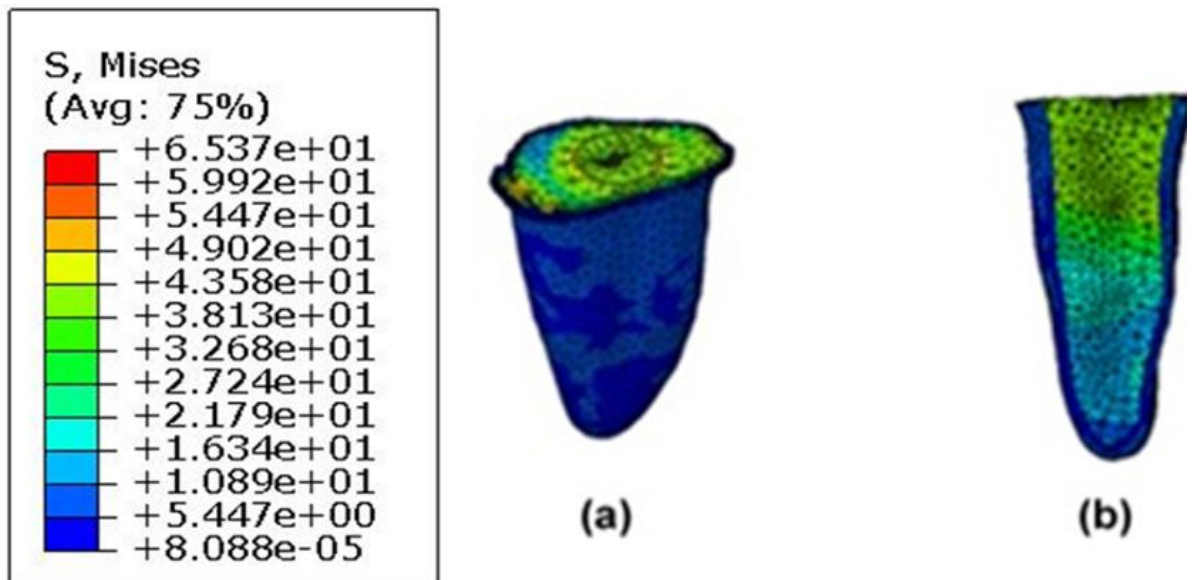 S, Mises
(Avg: 75%)
+6.537e+01
+5.992e+01
+5.447e+01
+4.902e+01
+4.358e+01
+3.813e+01
+3.268e+01
+2.724e+01
+2.179e+01
+1.634e+01
+1.089e+01
+5.447e+00
+8.088e-05
(a)
(b)